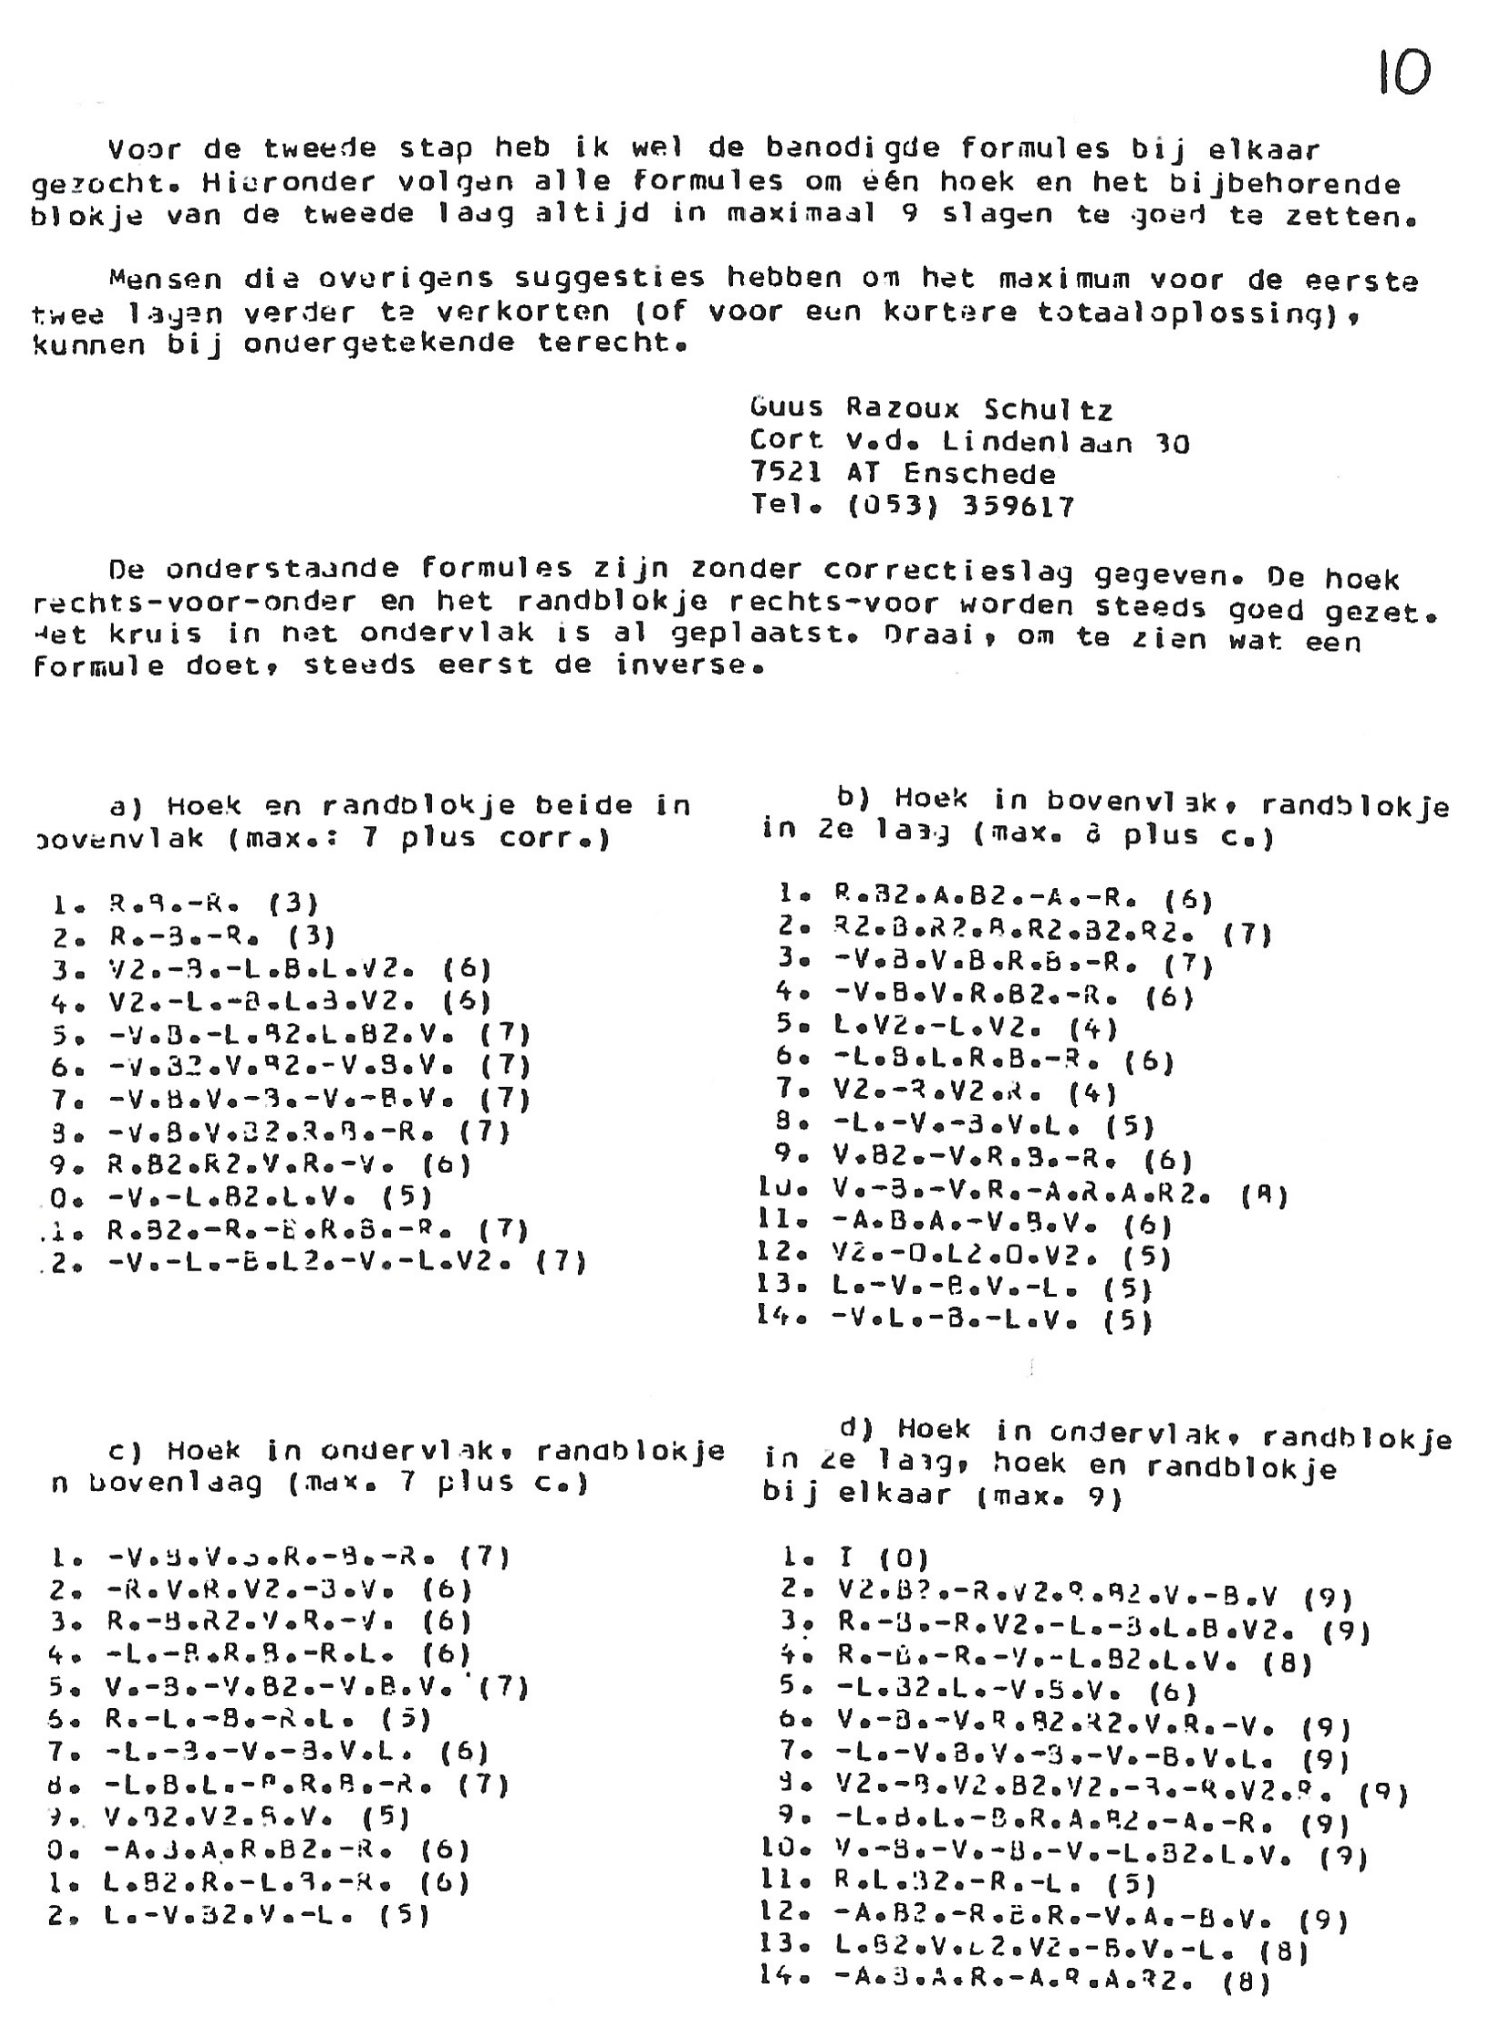 10
Voor de tweede stap heb ik wel de benodigde formules bij elkaar
gezocht. Hieronder volgen alle formules om één hoek en het bijbehorende
blokje van de tweede laag altijd in maximaal 9 slagen te goed te zetten.
Mensen die overigens suggesties hebben om het maximum voor de eerste
twee lagen verder te verkorten (of voor een kortere totaaloplossing),
kunnen bij ondergetekende terecht.
Guus Razoux Schultz
Cort v.d. Lindenlaan 30
7521 AT Enschede
Tel. (053) 359617
De onderstaande formules zijn zonder correctieslag gegeven. De hoek
rechts-voor-onder en het randblokje rechts-voor worden steeds goed gezet.
Het kruis in het ondervlak is al geplaatst. Draai, om te zien wat een
formule doet, steeds eerst de inverse.
a) Hoek en randblokje beide in
bovenvlak (max.: 7 plus corr.)
1. R.B.-R. (3)
2. R.-B.-R. (3)
3. V2.-B.-L.B.L.V2. (6)
4. V2.-L.-B.L.B.V2. (6)
5. -V.B.-L.B2.L.B2.V. (7)
6. -V.B2.V.B2.-V.B.V. (7)
7. -V.B.V.-B.-V.-B.V. (7)
8. -V.B.V.B2.R.B.-R. (7)
9. R.B2.R2.V.R.-V. (6)
0. -V.-L.B2.L.V. (5)
1. R.B2.-R.-B.R.B.-R. (7)
2. -V.-L.-B.L2.-V.-L.V2. (7)
b) Hoek in bovenvlak, randblokje
in 2e laag (max. 8 plus c.)
1. R.B2.A.B2.-A.-R. (6)
2. R2.B.R2.B.R2.B2.R2. (7)
3. -V.B.V.B.R.B.-R. (7)
4. -V.B.V.R.B2.-R. (6)
5. L.V2.-L.V2. (4)
6. -L.B.L.R.B.-R. (6)
7. V2.-R.V2.R. (4)
8. -L.-V.-B.V.L. (5)
9. V.B2.-V.R.B.-R. (6)
10. V.-B.-V.R.-A.R.A.R2. (8)
11. -A.B.A.-V.B.V. (6)
12. V2.-O.L2.O.V2. (5)
13. L.-V.-B.V.-L. (5)
14. -V.L.-B.-L.V. (5)
c) Hoek in ondervlak, randblokje
n bovenlaag (max. 7 plus c.)
1. -V.B.V.B.R.-B.-R. (7)
2. -R.V.R.V2.-B.V. (6)
3. R.-B.R2.V.R.-V. (6)
4. -L.-B.R.B.-R.L. (6)
5. V.-B.-V.B2.-V.B.V. (7)
6. R.-L.-B.-R.L. (5)
7. -L.-B.-V.-B.V.L. (6)
8. -L.B.L.-B.R.B.-R. (7)
9. V.B2.V2.B.V. (5)
0. -A.B.A.R.B2.-R. (6)
1. L.B2.R.-L.B.-R. (6)
2. L.-V.B2.V.-L. (5)
d) Hoek in ondervlak, randblokje
in 2e laag, hoek en randblokje
bij elkaar (max. 9)
1. I (0)
2. V2.B2.-R.V2.R.B2.V.-B.V (9)
3. R.-B.-R.V2.-L.-B.L.B.V2. (9)
4. R.-B.-R.-V.-L.B2.L.V. (8)
5. -L.B2.L.-V.B.V. (6)
6. V.-B.-V.R.B2.R2.V.R.-V. (9)
7. -L.-V.B.V.-B.-V.-B.V.L. (9)
8. V2.-B.V2.B2.V2.-B.-R.V2.R. (9)
9. -L.B.L.-B.R.A.B2.-A.-R. (9)
10. V.-B.-V.-B.-V.-L.B2.L.V. (9)
11. R.L.B2.-R.-L. (5)
12. -A.B2.-R.B.R.-V.A.-B.V. (9)
13. L.B2.V.L2.V2.-B.V.-L. (8)
14. -A.B.A.R.-A.R.A.R2. (8)